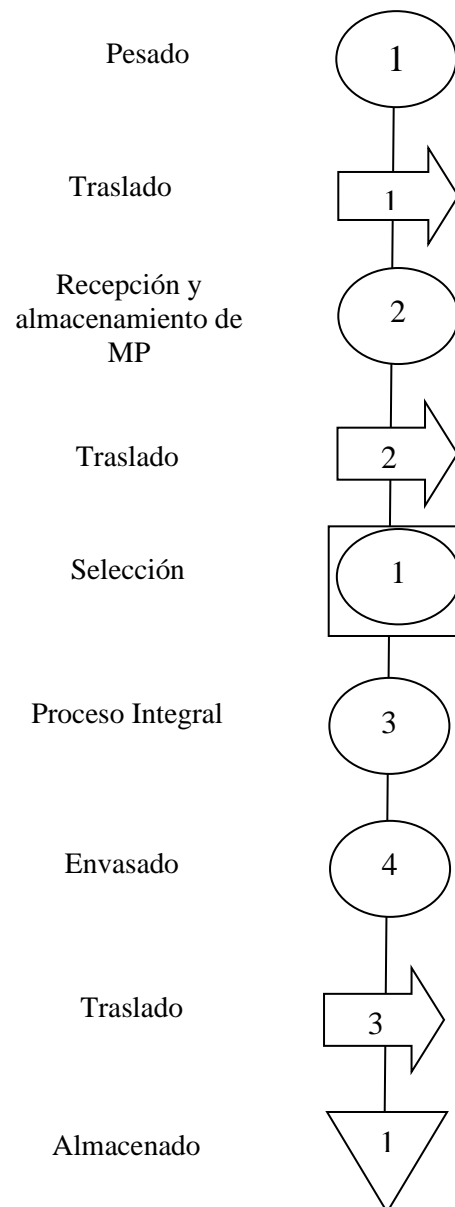 Pesado
1
Traslado
1
Recepción y
almacenamiento de
MP
2
Traslado
2
Selección
1
Proceso Integral
3
Envasado
4
Traslado
3
Almacenado
1